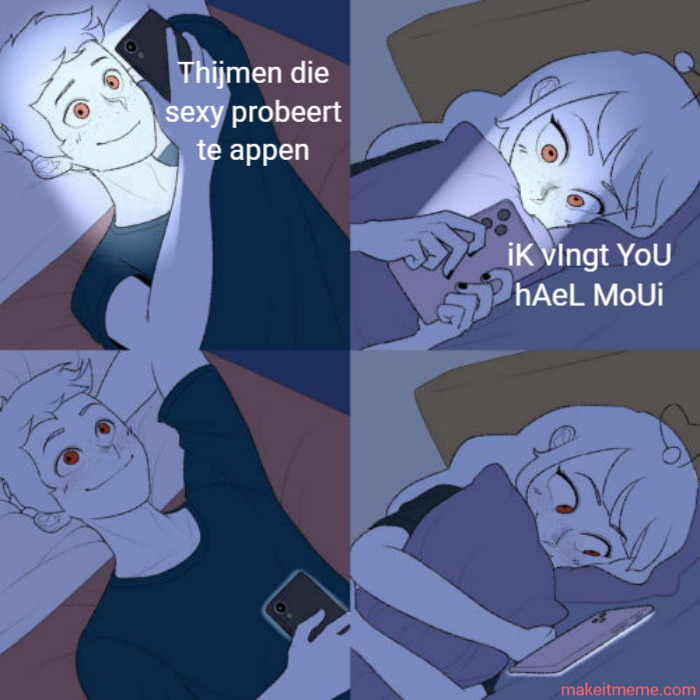 Thijmen die
sexy probeert
te appen
iK vIngt YoU
hAeL MoUi
makeitmeme.com